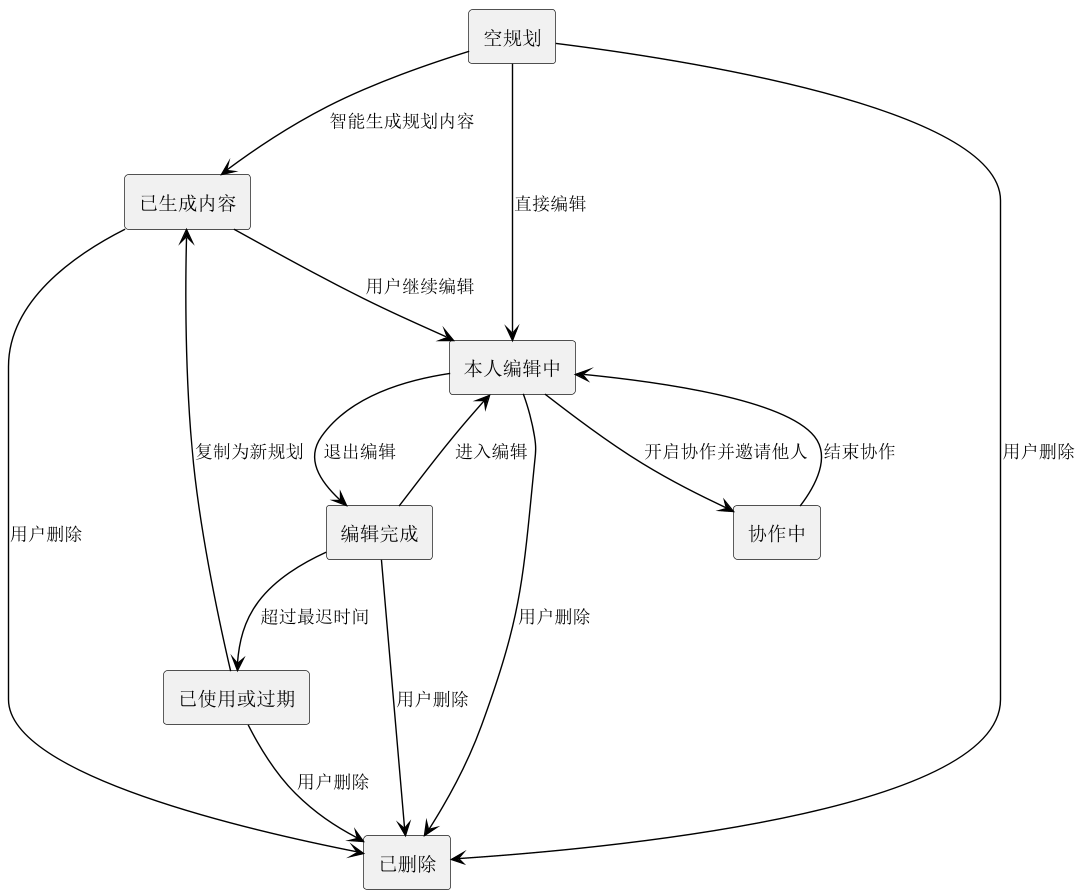 空规划
智能生成规划内容
已生成内容
直接编辑
用户继续编辑
本人编辑中
复制为新规划
退出编辑
进入编辑
开启协作并邀请他人
结束协作
用户删除
用户删除
编辑完成
协作中
超过最迟时间
用户删除
已使用或过期
用户删除
用户删除
已删除